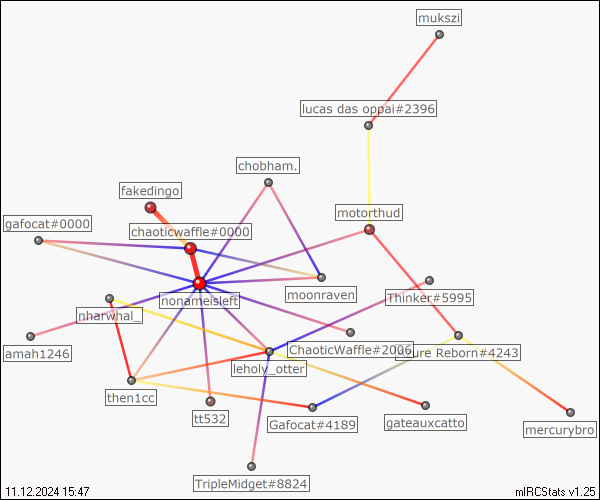 mukszi
lucas das oppai#2396
chobham.
fakedingo
motorthud
gafocat#0000
chaoticwaffle#0000
Thinker#5995
moonraven
nonameisleft
nharwhal_
amah1246
ChaoticWaffle#2006
ure Reborn#4243
leholy_otter
then1cc
tt532
Gafocat#4189
gateauxcatto
mercurybro
TripleMidget#8824
11.12.2024 15:47
mIRCStats v1.25